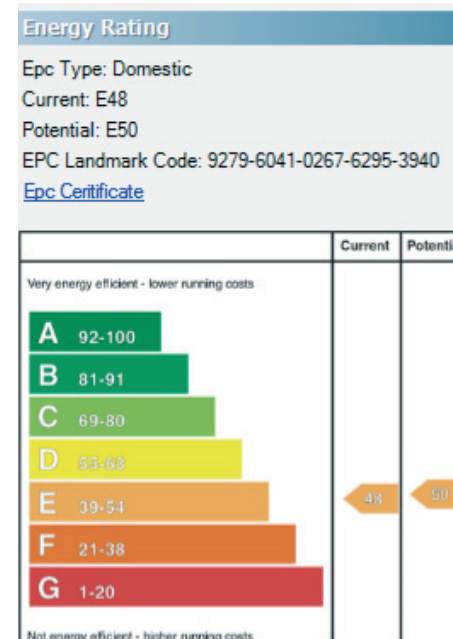 Energy Rating
Epc Type: Domestic
Current: E48
Potential: E50
EPC Landmark Code: 9279-6041-0267-6295-3940
Epc Ceritificate
Current Potenti
Very energy efficient - lower running costs
A 92-100
B 81-91
C 69-80
D 55-68
E 39-54 48 50
F 21-38
G 1-20
Not energy efficient - higher running costs